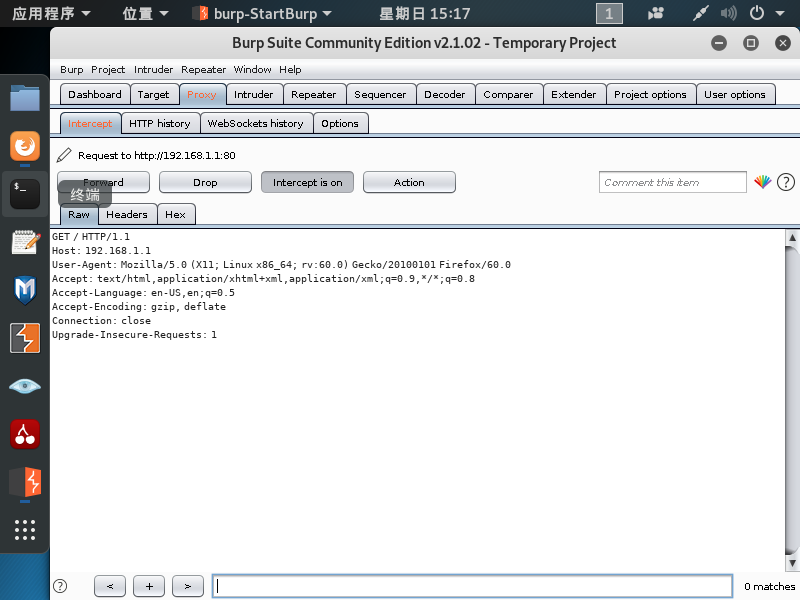 应用程序 位置 burp-StartBurp 星期日 15:17 1
Burp Suite Community Edition v2.1.02 - Temporary Project
Burp Project Intruder Repeater Window Help
Dashboard Target Proxy Intruder Repeater Sequencer Decoder Comparer Extender Project options User options
Intercept HTTP history WebSockets history Options
Request to http://192.168.1.1:80
Forward Drop Intercept is on Action Comment this item ?
终端
Raw Headers Hex
GET / HTTP/1.1
Host: 192.168.1.1
User-Agent: Mozilla/5.0 (X11; Linux x86_64; rv:60.0) Gecko/20100101 Firefox/60.0
Accept: text/html,application/xhtml+xml,application/xml;q=0.9,*/*;q=0.8
Accept-Language: en-US,en;q=0.5
Accept-Encoding: gzip, deflate
Connection: close
Upgrade-Insecure-Requests: 1
? < + > 0 matches